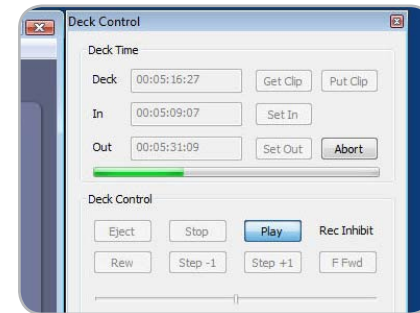 Deck Control
Deck Time
Deck 00:05:16:27 Get Clip Put Clip
In 00:05:09:07 Set In
Out 00:05:31:09 Set Out Abort
Deck Control
Eject Stop Play Rec Inhibit
Rew Step -1 Step +1 F Fwd